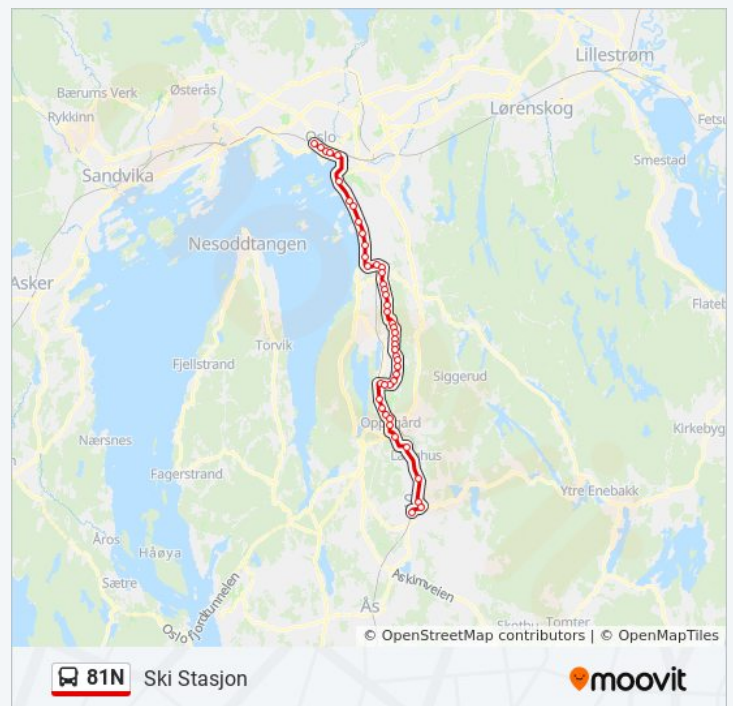 Lillestrøm
Bærums Verk
Østerås
Rykkinn
Lørenskog
Fetsu
Oslo
Smestad
Sandvika
Nesoddtangen
Asker
Flateb
Torvik
Fjellstrand
Siggerud
Oppegård
Kirkebyg
Nærsnes
Langhus
Fagerstrand
Ytre Enebakk
Åros
Håøya
Sætre
Askimveien
Ås
Oslofjordtunnelen
Tomter
© OpenStreetMap contributors | © OpenMapTiles
81N Ski Stasjon
moovit